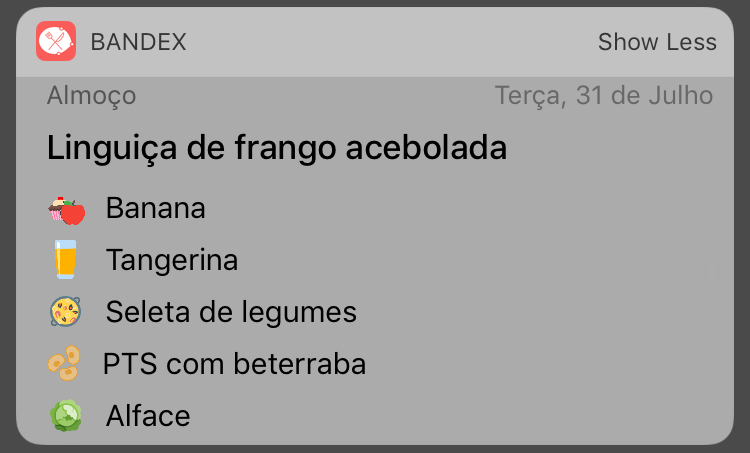 BANDEX Show Less
Almoço Terça, 31 de Julho
Linguiça de frango acebolada
Banana
Tangerina
Seleta de legumes
PTS com beterraba
Alface